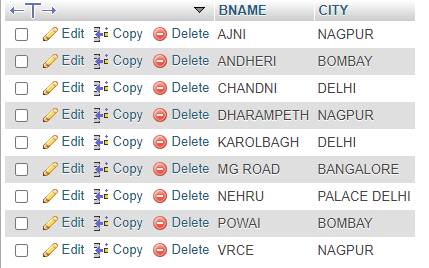 BNAME CITY
Edit Copy Delete AJNI NAGPUR
Edit Copy Delete ANDHERI BOMBAY
Edit Copy Delete CHANDNI DELHI
Edit Copy Delete DHARAMPETH NAGPUR
Edit Copy Delete KAROLBAGH DELHI
Edit Copy Delete MG ROAD BANGALORE
Edit Copy Delete NEHRU PALACE DELHI
Edit Copy Delete POWAI BOMBAY
Edit Copy Delete VRCE NAGPUR